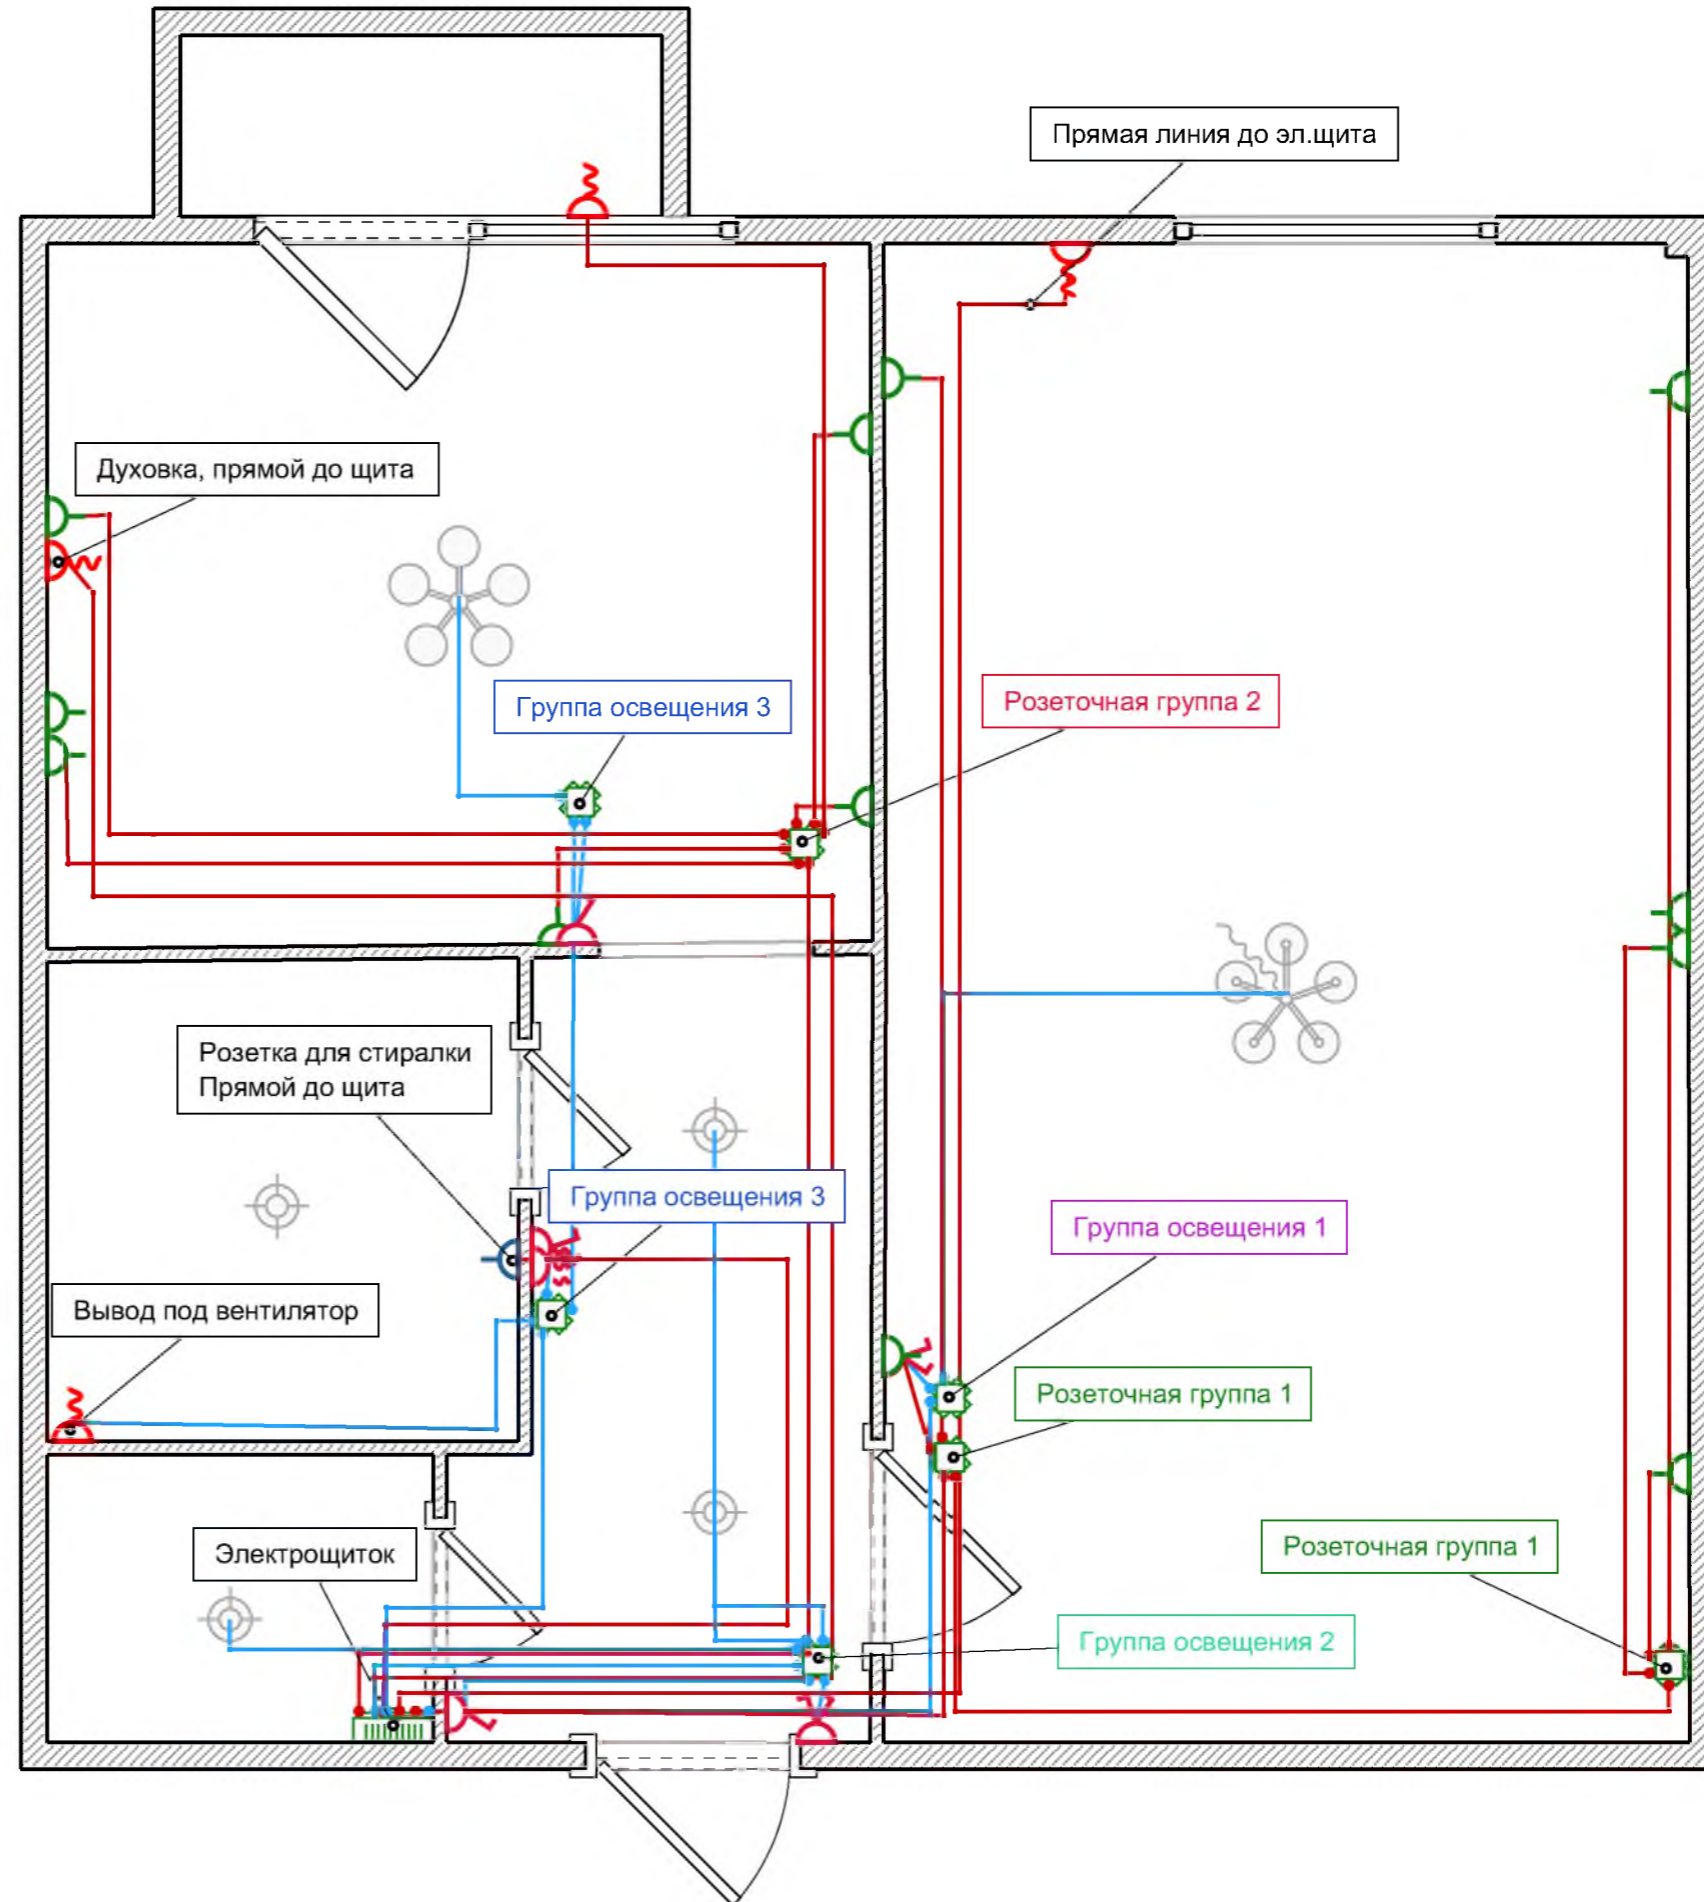 Прямая линия до эл.щита
Духовка, прямой до щита
Группа освещения 3
Розеточная группа 2
Розетка для стиралки
Прямой до щита
Группа освещения 3
Группа освещения 1
Вывод под вентилятор
Розеточная группа 1
Электрощиток
Розеточная группа 1
Группа освещения 2